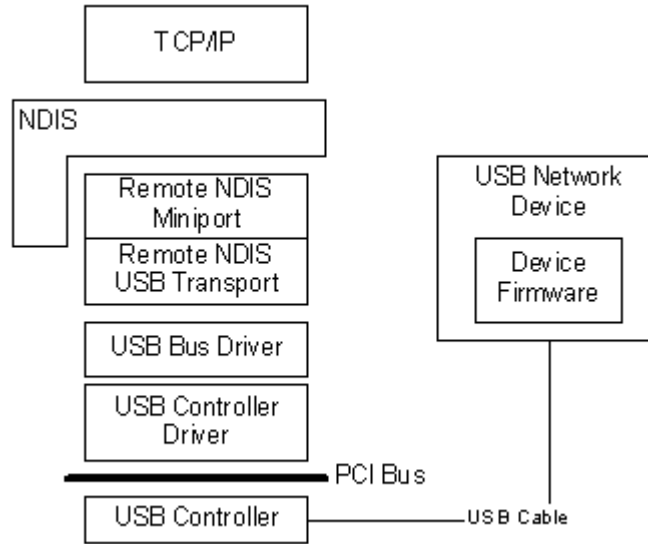 TCP/IP
NDIS
Remote NDIS
Miniport
Remote NDIS
USB Transport
USB Bus Driver
USB Controller
Driver
PCI Bus
USB Controller
USB Cable
USB Network
Device
Device
Firmware